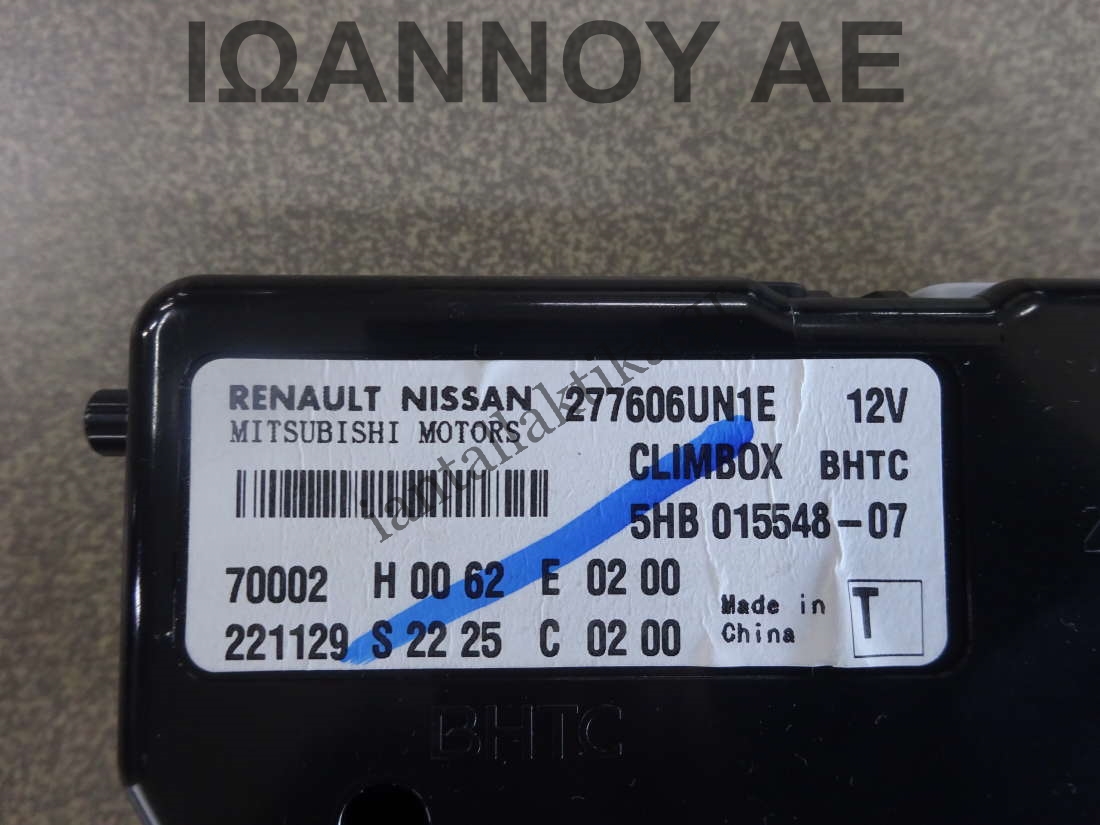 ΙΩΑΝΝΟΥ ΑΕ
RENAULT NISSAN 277606UN1E 12V
MITSUBISHI MOTORS
CLIMBOX BHTC
5HB 015548-07
70002 H 00 62 E 02 00
221129 S 22 25 C 02 00
Made in
China
T
BHTC